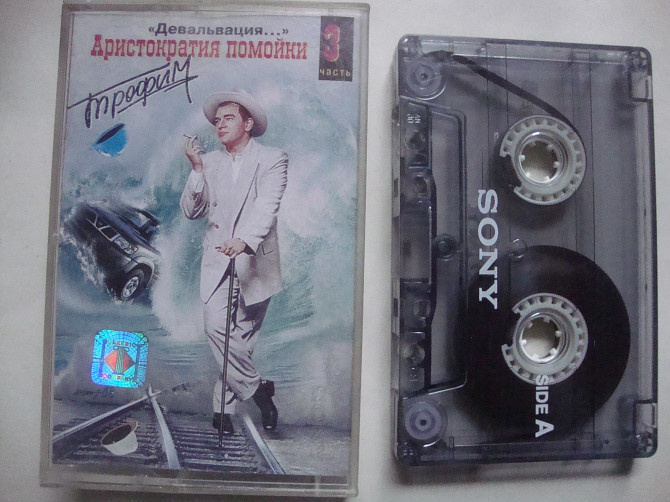 «Девальвация...»
Аристократия помойки
3
часть
Трофим
SONY
SIDE A